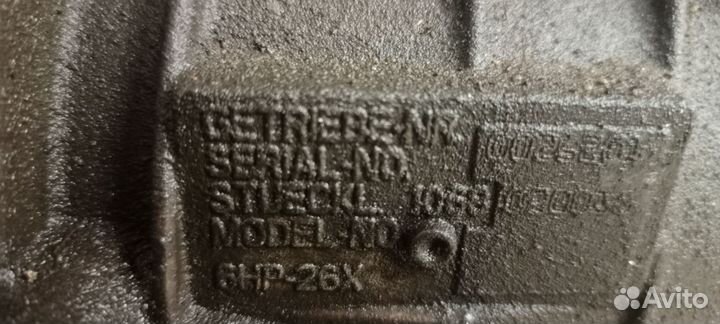 GETRIEBE-NR.
SERIAL-NO.
STUECKL. 1068
MODEL-NO
6HP-26X
Avito